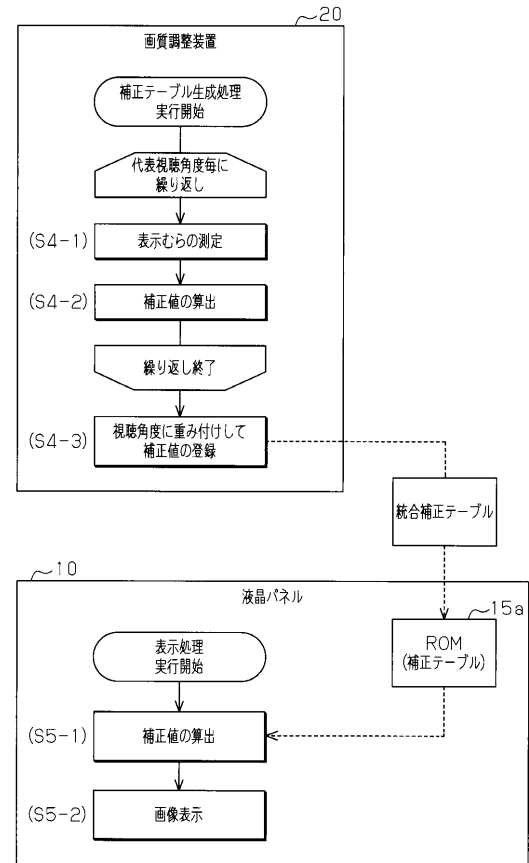 20
画質調整装置
補正テーブル生成処理
実行開始
代表視聴角度毎に
繰り返し
(S4-1)
表示むらの測定
(S4-2)
補正値の算出
繰り返し終了
(S4-3)
視聴角度に重み付けして
補正値の登録
統合補正テーブル
10
液晶パネル
15a
表示処理
実行開始
ROM
(補正テーブル)
(S5-1)
補正値の算出
(S5-2)
画像表示